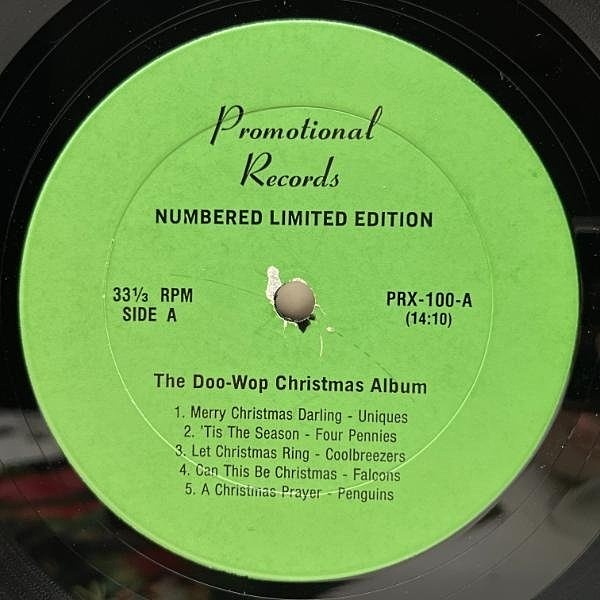 Promotional
Records
NUMBERED LIMITED EDITION
33⅓ RPM
SIDE A
PRX-100-A
(14:10)
The Doo-Wop Christmas Album
1. Merry Christmas Darling - Uniques
2. 'Tis The Season - Four Pennies
3. Let Christmas Ring - Coolbreezers
4. Can This Be Christmas - Falcons
5. A Christmas Prayer - Penguins